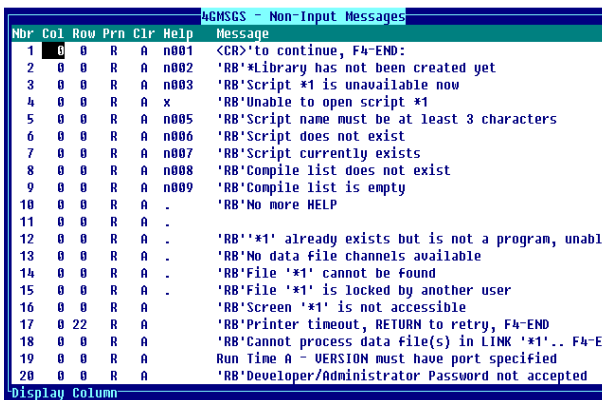 4GMSGS - Non-Input Messages
Nbr Col Row Prn Clr Help Message
1 0 0 R A n001 <CR>'to continue, F4-END:
2 0 0 R A n002 'RB'*Library has not been created yet
3 0 0 R A n003 'RB'Script *1 is unavailable now
4 0 0 R A x 'RB'Unable to open script *1
5 0 0 R A n005 'RB'Script name must be at least 3 characters
6 0 0 R A n006 'RB'Script does not exist
7 0 0 R A n007 'RB'Script currently exists
8 0 0 R A n008 'RB'Compile list does not exist
9 0 0 R A n009 'RB'Compile list is empty
10 0 0 R A . 'RB'No more HELP
11 0 0 R A .
12 0 0 R A . 'RB''*1' already exists but is not a program, unabl
13 0 0 R A . 'RB'No data file channels available
14 0 0 R A . 'RB'File '*1' cannot be found
15 0 0 R A . 'RB'File '*1' is locked by another user
16 0 0 R A 'RB'Screen '*1' is not accessible
17 0 22 R A 'RB'Printer timeout, RETURN to retry, F4-END
18 0 0 R A 'RB'Cannot process data file(s) in LINK '*1'.. F4-E
19 0 0 R A Run Time A - VERSION must have port specified
20 0 0 R A 'RB'Developer/Administrator Password not accepted
Display Column